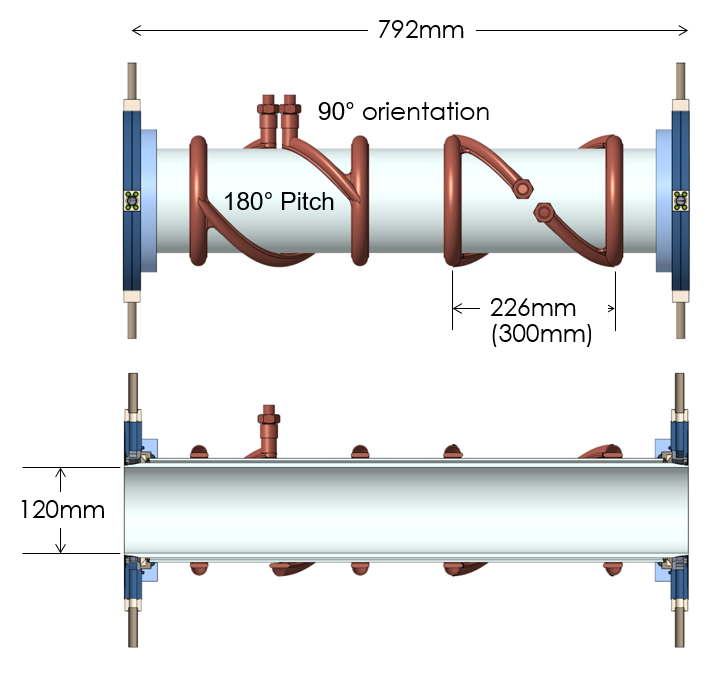 792mm
90° orientation
180° Pitch
226mm
(300mm)
120mm